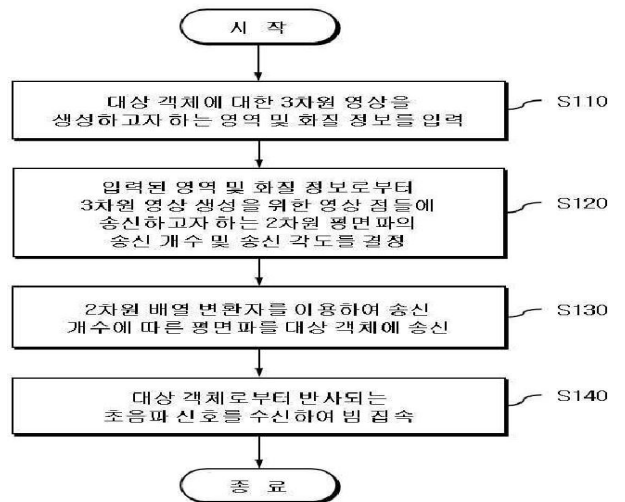 시 작
대상 객체에 대한 3차원 영상을
생성하고자 하는 영역 및 화질 정보를 입력
S110
입력된 영역 및 화질 정보로부터
3차원 영상 생성을 위한 영상 점들에
송신하고자 하는 2차원 평면파의
송신 개수 및 송신 각도를 결정
S120
2차원 배열 변환자를 이용하여 송신
개수에 따른 평면파를 대상 객체에 송신
S130
대상 객체로부터 반사되는
초음파 신호를 수신하여 빔 집속
S140
종 료